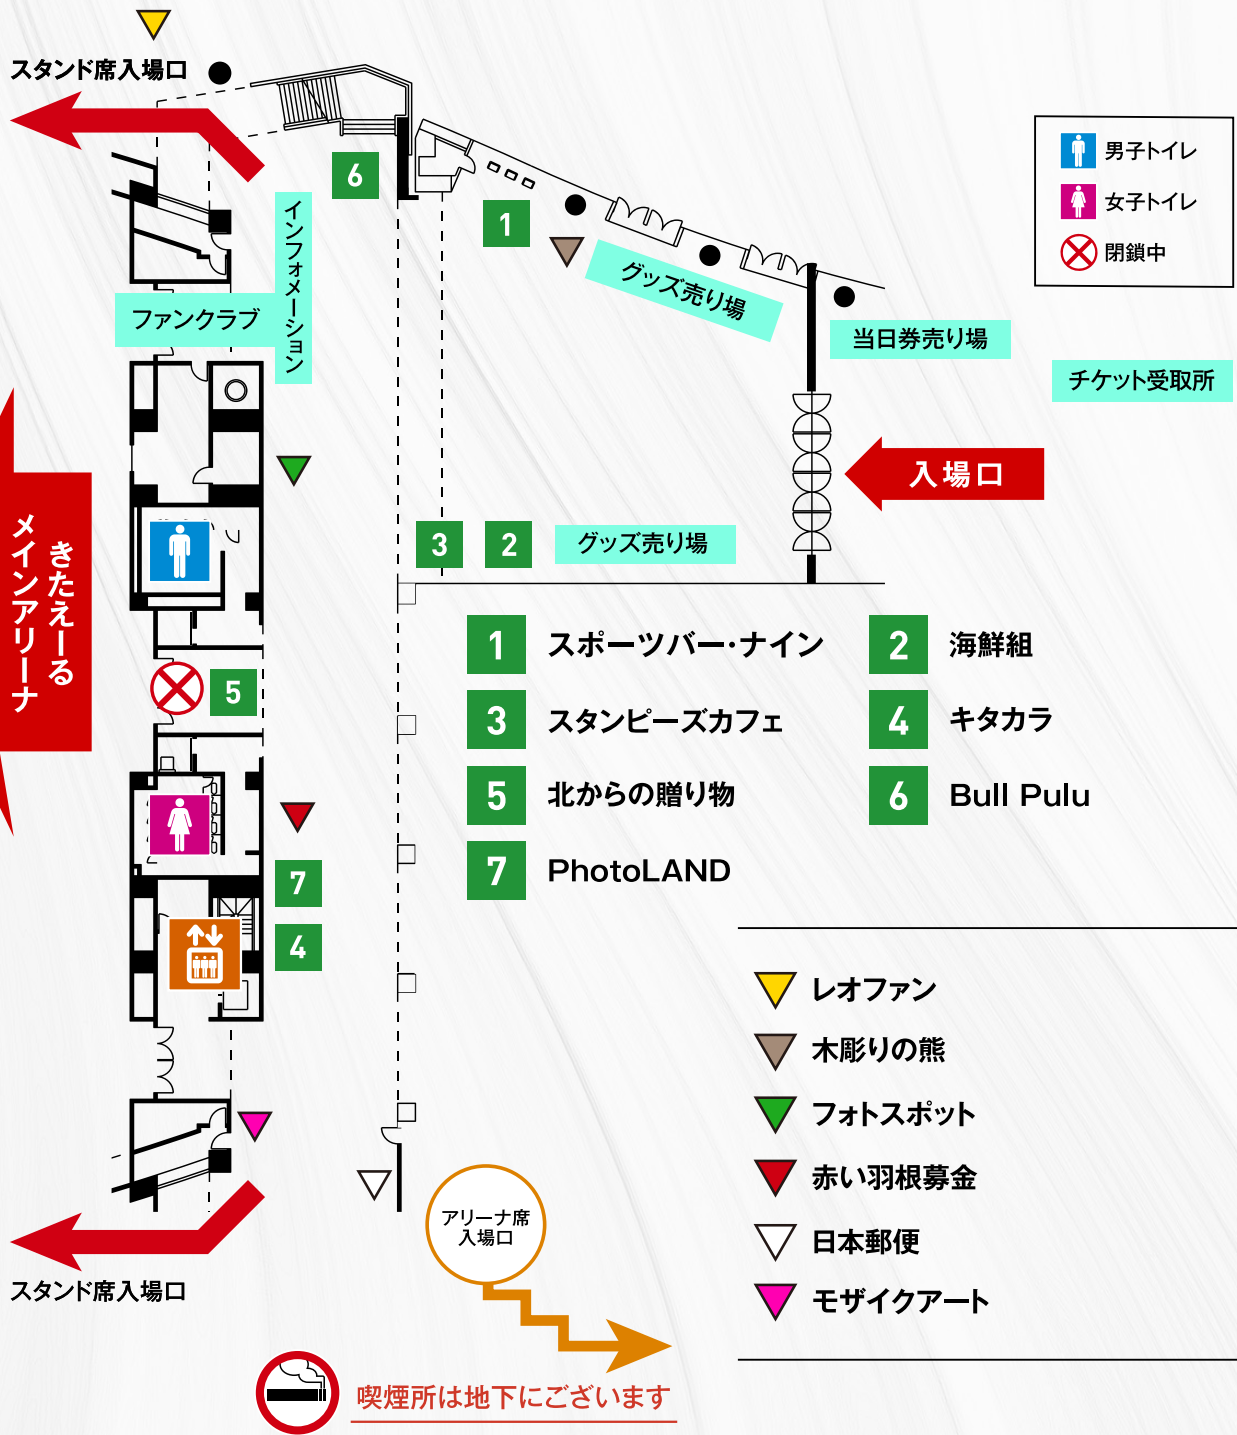 スタンド席入場口
6
1
男子トイレ
女子トイレ
閉鎖中
インフォメーション
ファンクラブ
グッズ売り場
当日券売り場
チケット受取所
入場口
きたえーる
メインアリーナ
3
2
グッズ売り場
5
7
4
1 スポーツバー・ナイン
2 海鮮組
3 スタンピーズカフェ
4 キタカラ
5 北からの贈り物
6 Bull Pulu
7 PhotoLAND
レオファン
木彫りの熊
フォトスポット
赤い羽根募金
日本郵便
モザイクアート
アリーナ席
入場口
スタンド席入場口
喫煙所は地下にございます